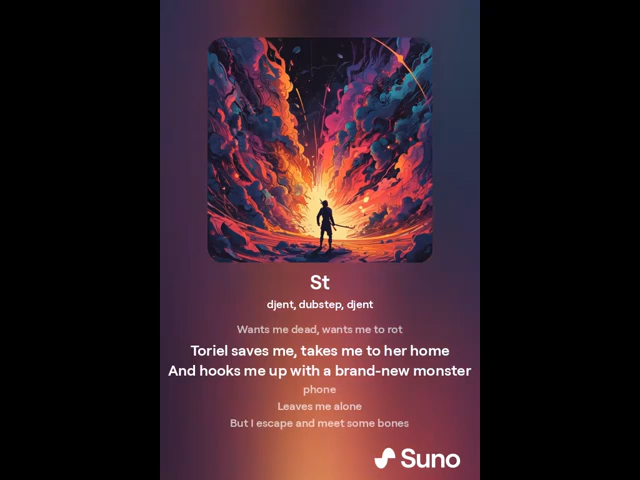 St
djent, dubstep, djent
Wants me dead, wants me to rot
Toriel saves me, takes me to her home
And hooks me up with a brand-new monster
phone
Leaves me alone
But I escape and meet some bones
Suno